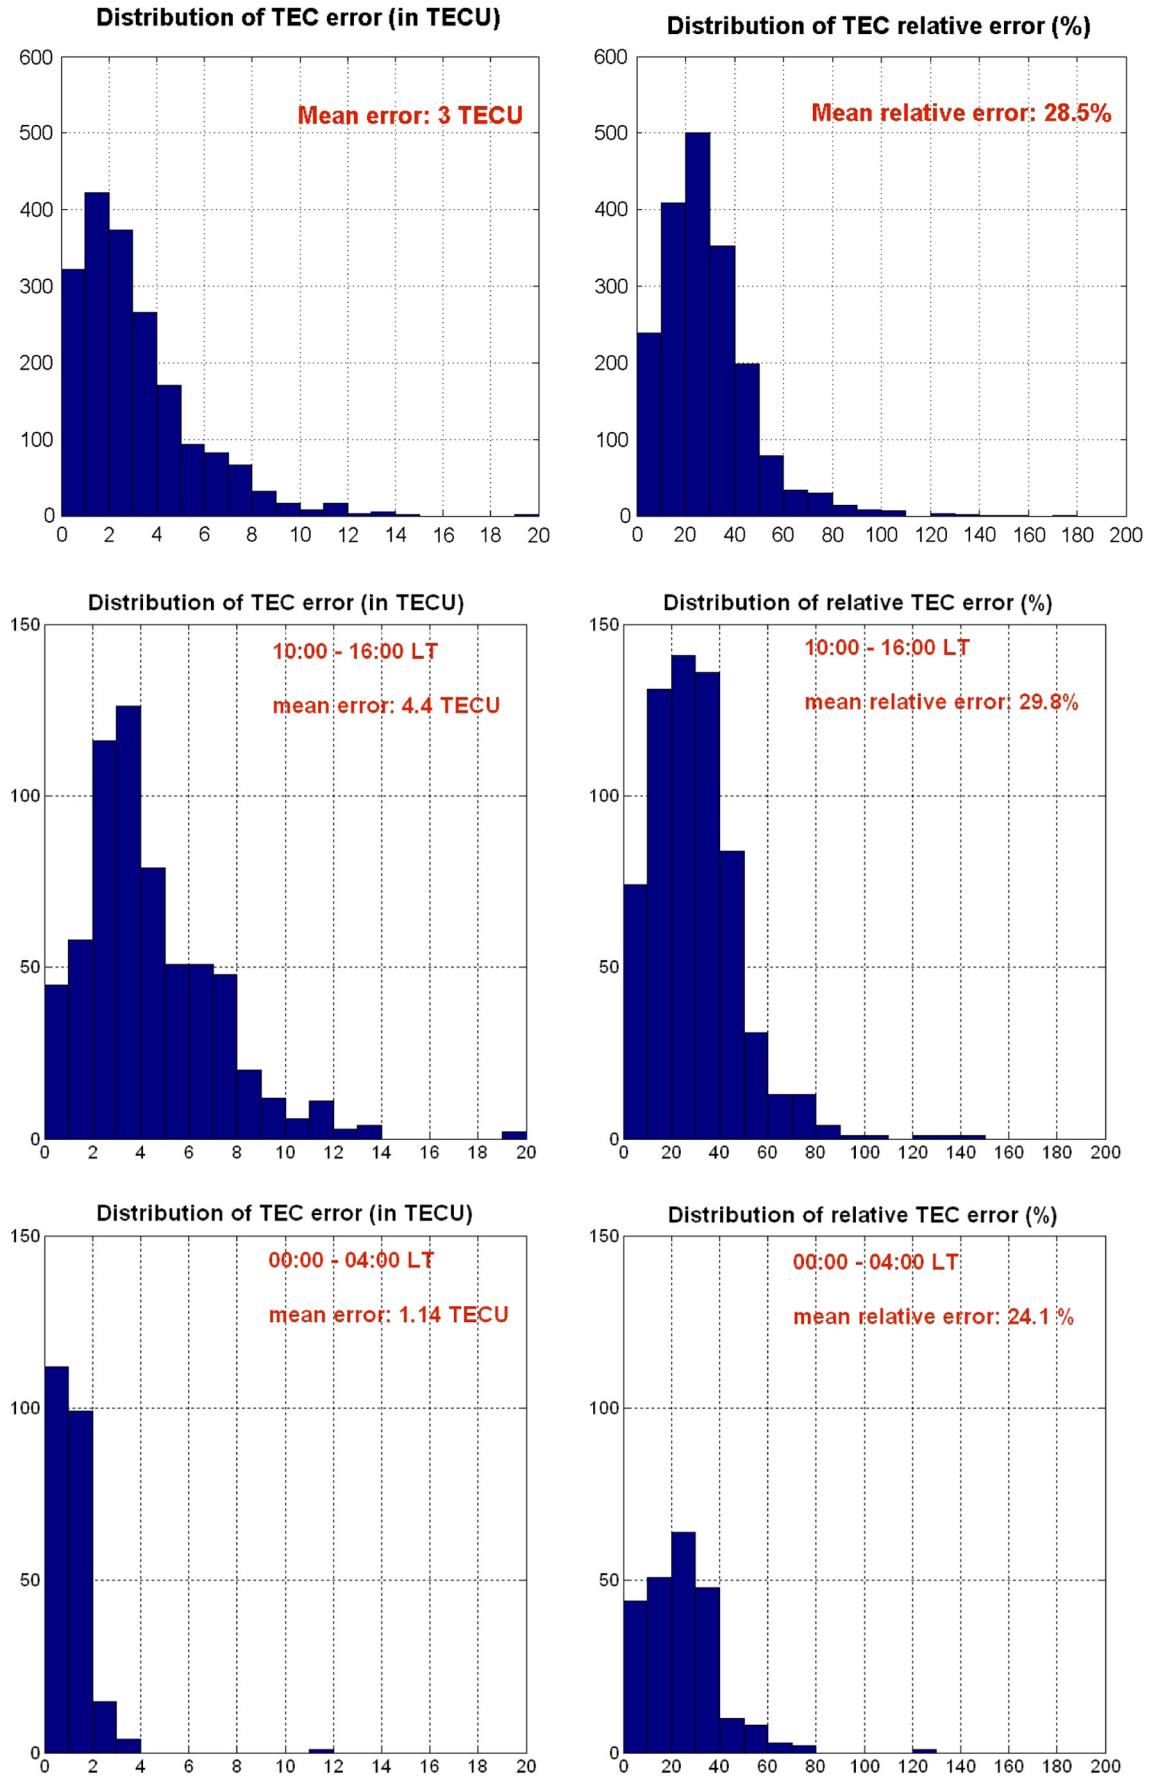 Distribution of TEC error (in TECU)
600
500
400
300
200
100
0
0 2 4 6 8 10 12 14 16 18 20
Mean error: 3 TECU
Distribution of TEC relative error (%)
600
500
400
300
200
100
0
0 20 40 60 80 100 120 140 160 180 200
Mean relative error: 28.5%
Distribution of TEC error (in TECU)
150
100
50
0
0 2 4 6 8 10 12 14 16 18 20
10:00 - 16:00 LT
mean error: 4.4 TECU
Distribution of relative TEC error (%)
150
100
50
0
0 20 40 60 80 100 120 140 160 180 200
10:00 - 16:00 LT
mean relative error: 29.8%
Distribution of TEC error (in TECU)
150
100
50
0
0 2 4 6 8 10 12 14 16 18 20
00:00 - 04:00 LT
mean error: 1.14 TECU
Distribution of relative TEC error (%)
150
100
50
0
0 20 40 60 80 100 120 140 160 180 200
00:00 - 04:00 LT
mean relative error: 24.1 %